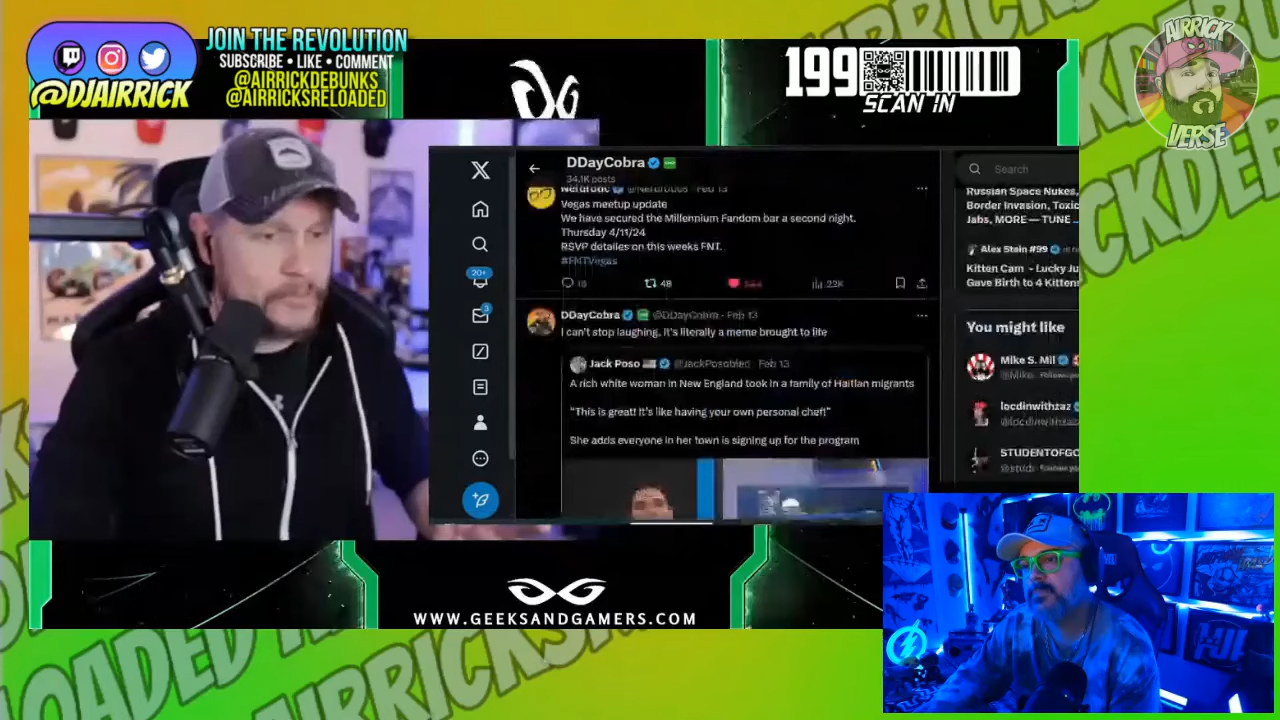 JOIN THE REVOLUTION
SUBSCRIBE • LIKE • COMMENT
@AIRRICKDEBUNKS
@AIRRICKSRELOADED
@DJAIRRICK
199
SCAN IN
AIRRICK
VERSE
DDayCobra
34.1K posts
Feb 13
Vegas meetup update
We have secured the Millennium Fandom bar a second night.
Thursday 4/11/24
RSVP detailes on this weeks FNT.
#FNTVegas
48
22K
DDayCobra @DDayCobra · Feb 13
I can't stop laughing. It's literally a meme brought to life
Jack Poso @JackPosobiec Feb 13
A rich white woman in New England took in a family of Haitian migrants
"This is great! It's like having your own personal chef!"
She adds everyone in her town is signing up for the program
20+
3
Search
Russian Space Nukes,
Border Invasion, Toxic
Jabs, MORE — TUNE ...
Alex Stein #99
Kitten Cam - Lucky Ju
Gave Birth to 4 Kittens
You might like
Mike S. Mil
locdinwithzaz
STUDENTOFGO
WWW.GEEKSANDGAMERS.COM